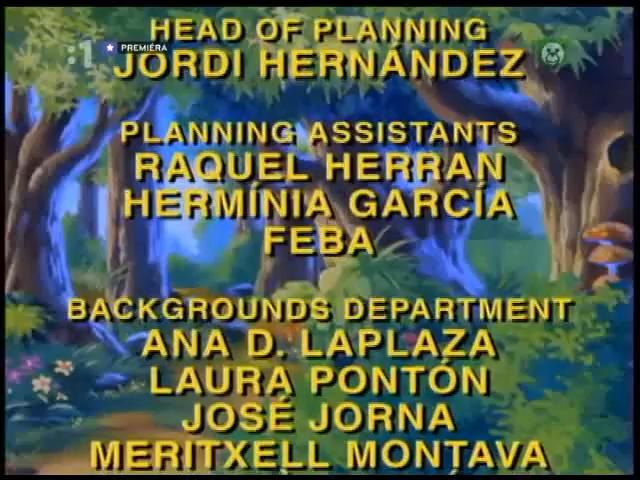 HEAD OF PLANNING
:1 PREMIÉRA
JORDI HERNÁNDEZ
PLANNING ASSISTANTS
RAQUEL HERRAN
HERMÍNIA GARCÍA
FEBA
BACKGROUNDS DEPARTMENT
ANA D. LAPLAZA
LAURA PONTÓN
JOSÉ JORNA
MERITXELL MONTAVA